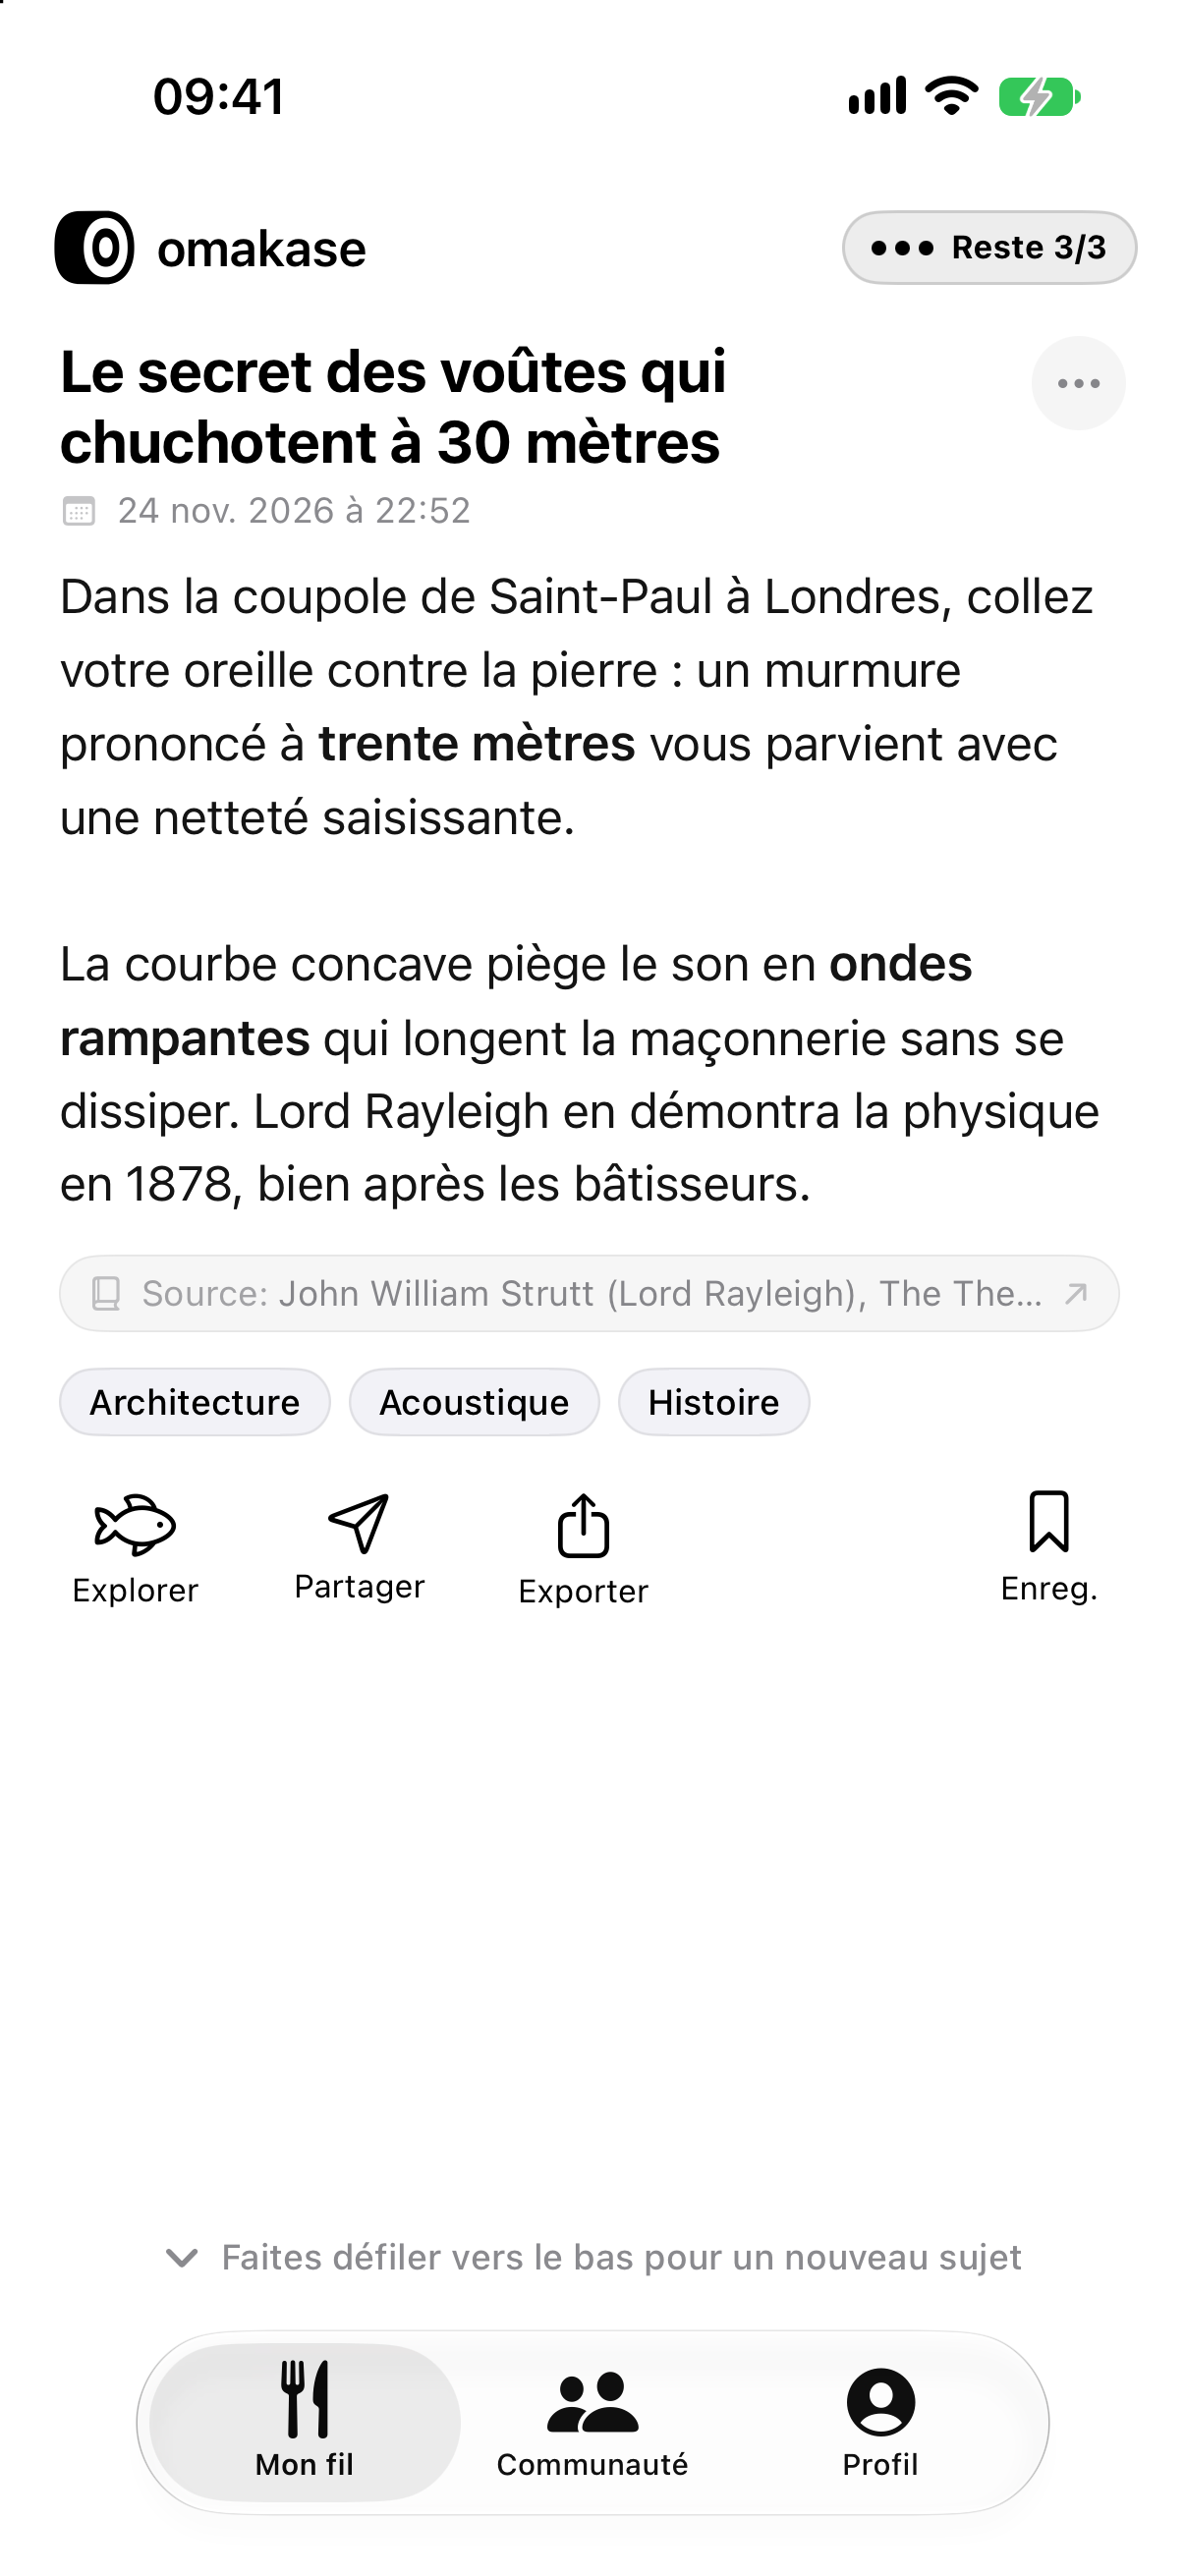 09:41
omakase
Reste 3/3
Le secret des voûtes qui
chuchotent à 30 mètres
24 nov. 2026 à 22:52
Dans la coupole de Saint-Paul à Londres, collez
votre oreille contre la pierre : un murmure
prononcé à trente mètres vous parvient avec
une netteté saisissante.
La courbe concave piège le son en ondes
rampantes qui longent la maçonnerie sans se
dissiper. Lord Rayleigh en démontra la physique
en 1878, bien après les bâtisseurs.
Source: John William Strutt (Lord Rayleigh), The The...
Architecture Acoustique Histoire
Explorer Partager Exporter Enreg.
Faites défiler vers le bas pour un nouveau sujet
Mon fil Communauté Profil